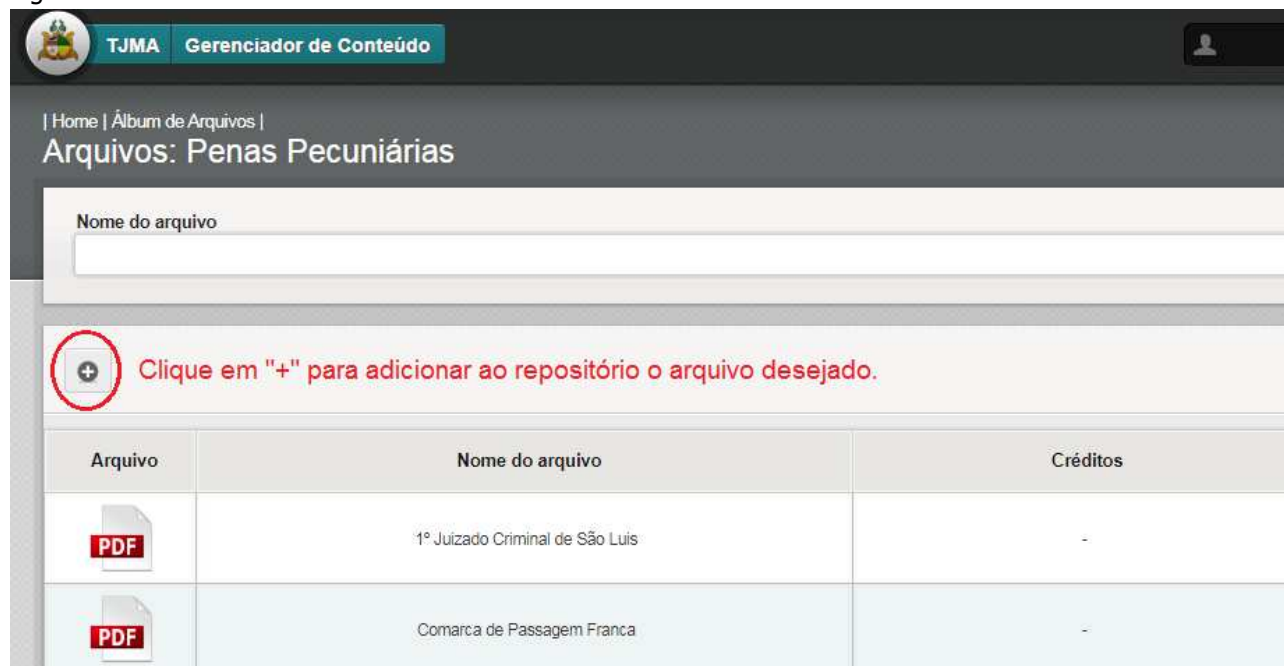 TJMA Gerenciador de Conteúdo
| Home | Álbum de Arquivos |
Arquivos: Penas Pecuniárias
Nome do arquivo
Clique em "+" para adicionar ao repositório o arquivo desejado.
Arquivo Nome do arquivo Créditos
PDF 1º Juizado Criminal de São Luis -
PDF Comarca de Passagem Franca -